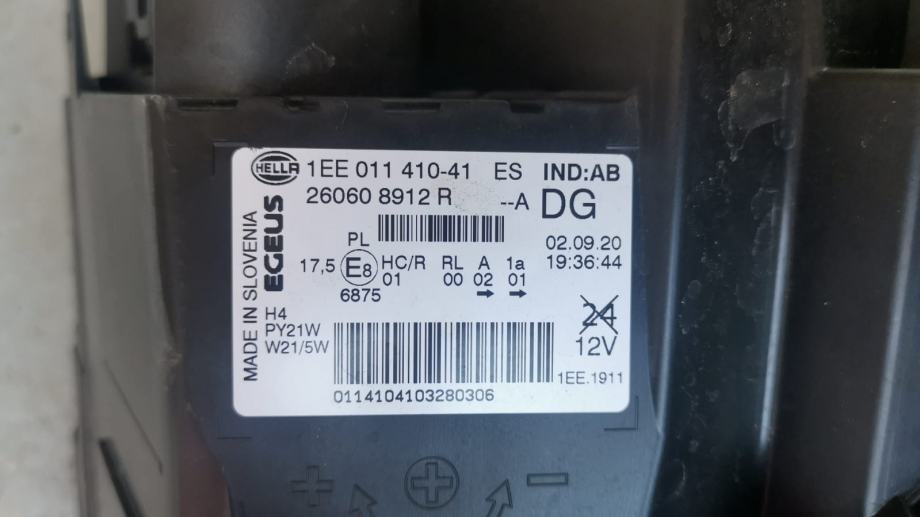 HELLA 1EE 011 410-41 ES IND:AB
26060 8912 R --A DG
MADE IN SLOVENIA
EGEUS
02.09.20
19:36:44
PL
17,5 E8 HC/R RL A 1a
01 00 02 01
6875 → →
H4
PY21W
W21/5W
24
12V
1EE.1911
0114104103280306
+ + −